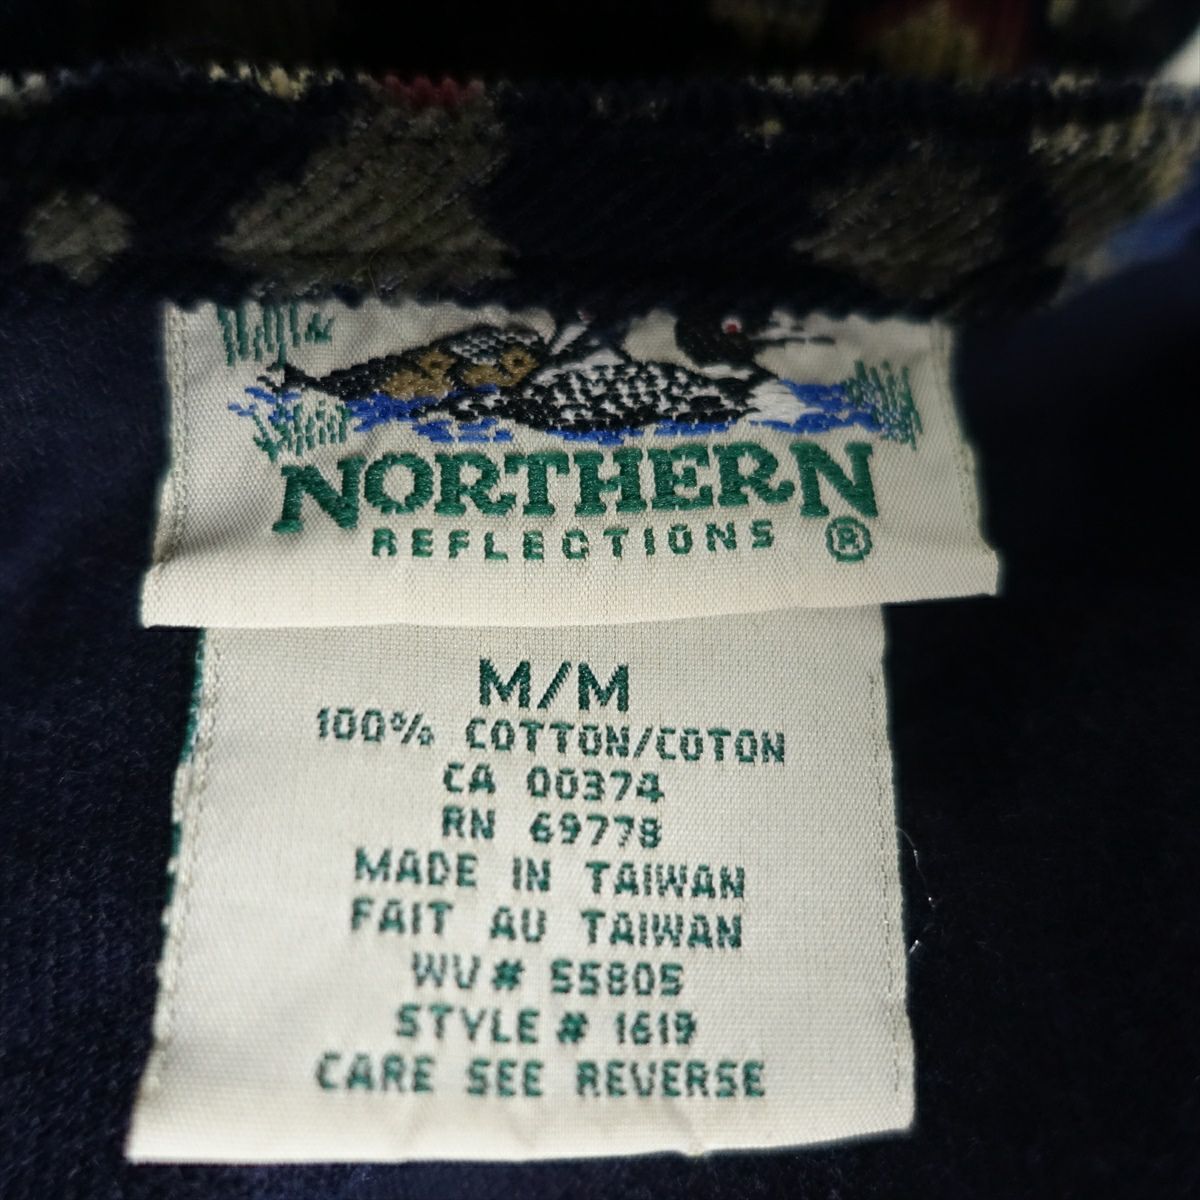 NORTHERN
REFLECTIONS ®
M/M
100% COTTON/COTON
CA 00374
RN 69778
MADE IN TAIWAN
FAIT AU TAIWAN
WV# 55805
STYLE # 1619
CARE SEE REVERSE